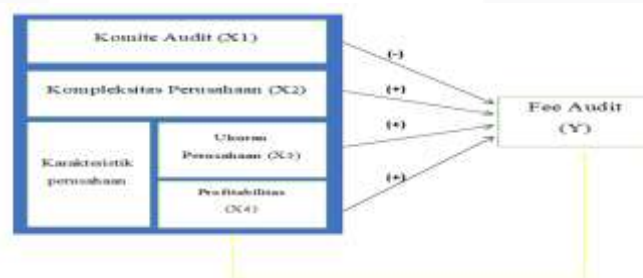 Komite Audit (X1)
(-)
Kompleksitas Perusahaan (X2)
(+)
Fee Audit
(Y)
Karakteristik
perusahaan
Ukuran
Perusahaan (X3)
(+)
Profitabilitas
(X4)
(+)